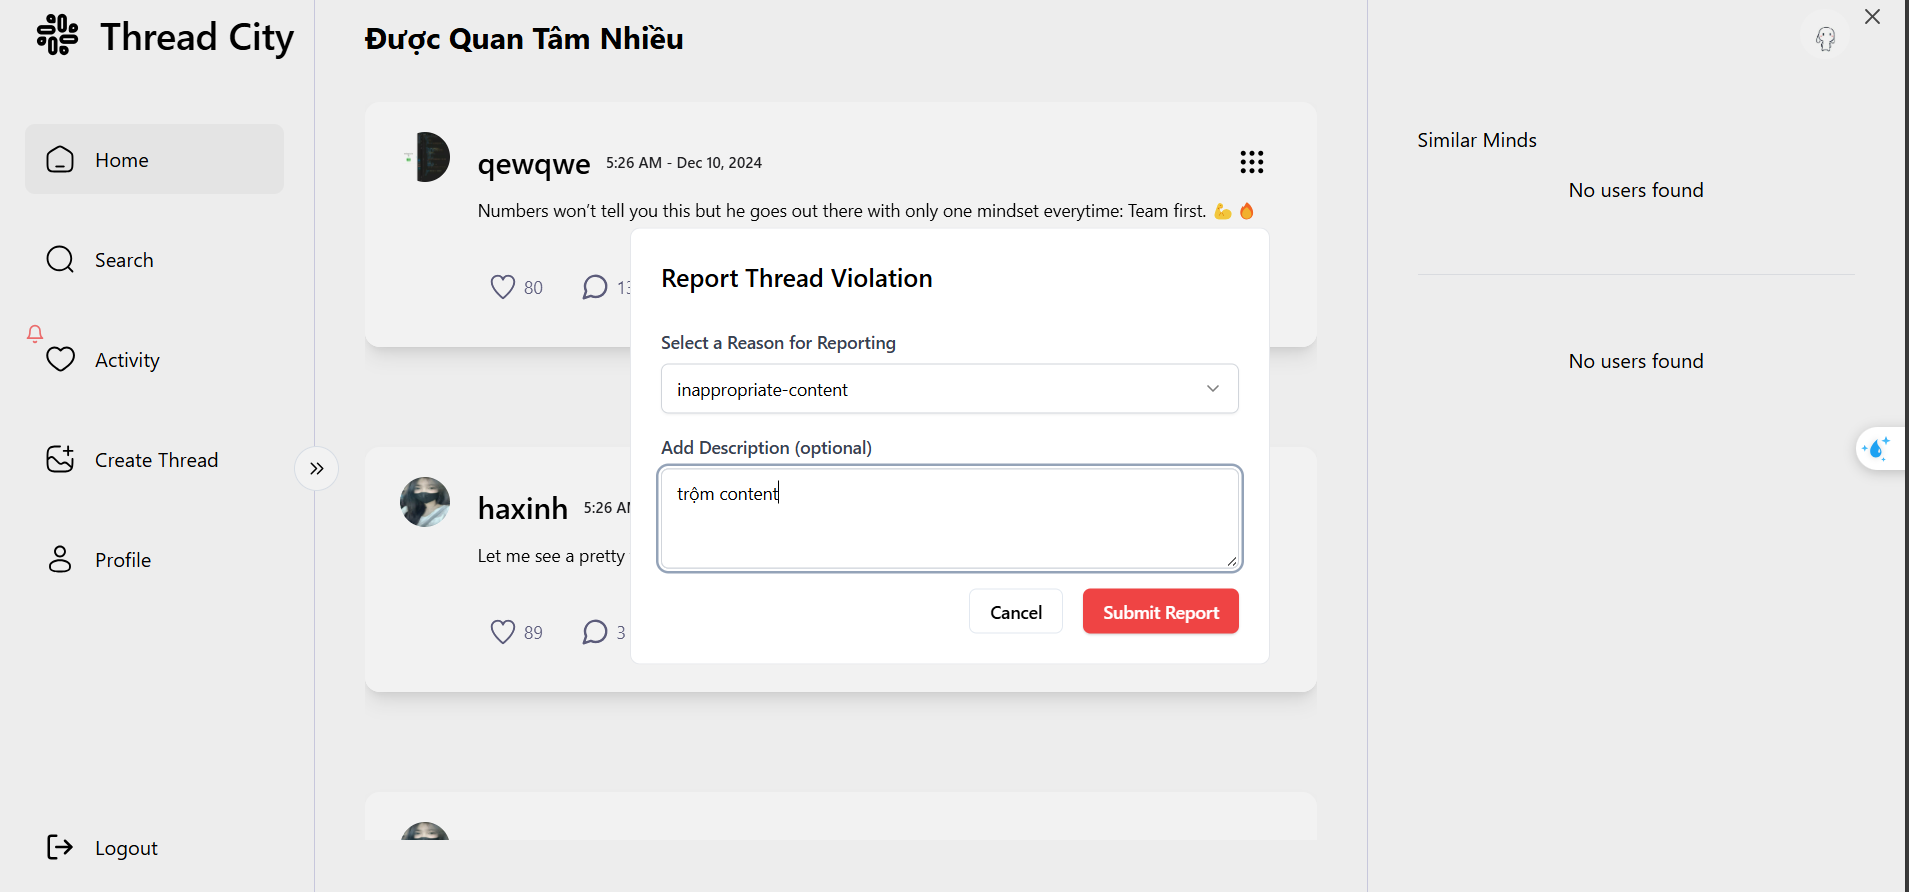 Thread City
Home
Search
Activity
Create Thread
Profile
Logout
Được Quan Tâm Nhiều
qewqwe 5:26 AM - Dec 10, 2024
Numbers won’t tell you this but he goes out there with only one mindset everytime: Team first. 💪 🔥
80 13
haxinh 5:26 AM
Let me see a pretty
89 3
Report Thread Violation
Select a Reason for Reporting
inappropriate-content
Add Description (optional)
trộm content
Cancel Submit Report
Similar Minds
No users found
No users found